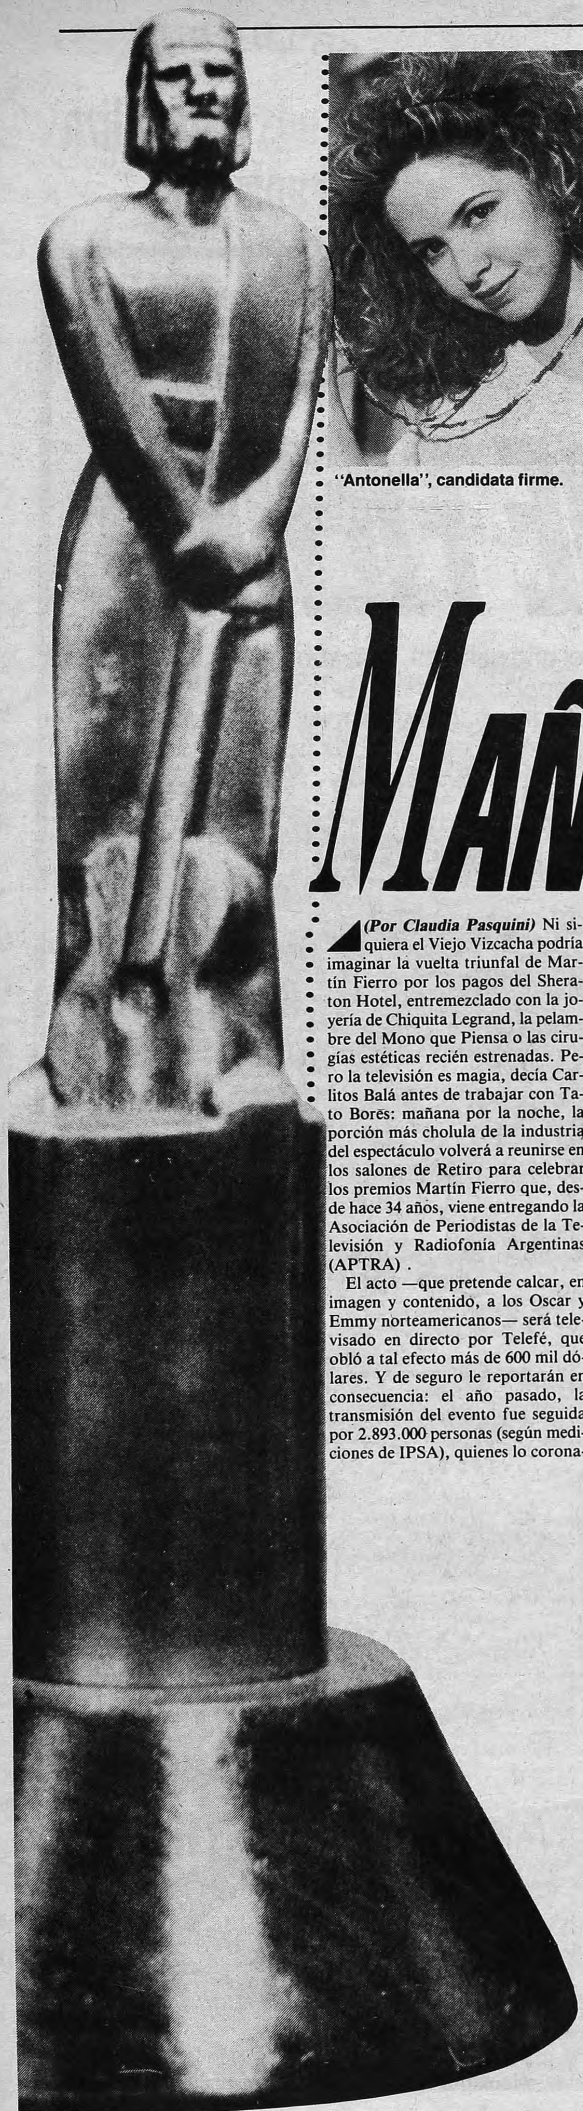 "Antonella", candidata firme.
MAÑ
(Por Claudia Pasquini) Ni si-
quiera el Viejo Vizcacha podría
imaginar la vuelta triunfal de Mar-
tín Fierro por los pagos del Shera-
ton Hotel, entremezclado con la jo-
yería de Chiquita Legrand, la pelam-
bre del Mono que Piensa o las ciru-
gías estéticas recién estrenadas. Pe-
ro la televisión es magia, decía Car-
litos Balá antes de trabajar con Ta-
to Bores: mañana por la noche, la
porción más cholula de la industria
del espectáculo volverá a reunirse en
los salones de Retiro para celebrar
los premios Martín Fierro que, des-
de hace 34 años, viene entregando la
Asociación de Periodistas de la Te-
levisión y Radiofonía Argentinas
(APTRA) .
El acto —que pretende calcar, en
imagen y contenido, a los Oscar y
Emmy norteamericanos— será tele-
visado en directo por Telefé, que
obló a tal efecto más de 600 mil dó-
lares. Y de seguro le reportarán en
consecuencia: el año pasado, la
transmisión del evento fue seguida
por 2.893.000 personas (según medi-
ciones de IPSA), quienes lo corona-